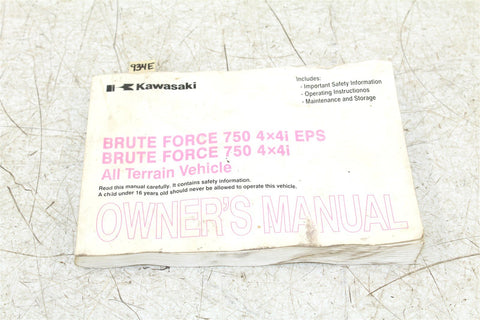 934E
Kawasaki
Includes:
- Important Safety Information
- Operating Instructionos
- Maintenance and Storage
BRUTE FORCE 750 4×4i EPS
BRUTE FORCE 750 4×4i
All Terrain Vehicle
Read this manual carefully. It contains safety information.
A child under 16 years old should never be allowed to operate this vehicle.
OWNER'S MANUAL